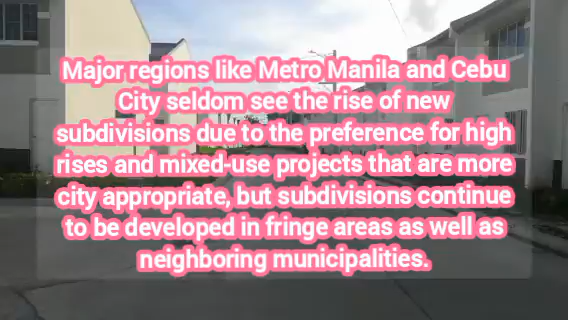 Major regions like Metro Manila and Cebu
City seldom see the rise of new
subdivisions due to the preference for high
rises and mixed-use projects that are more
city appropriate, but subdivisions continue
to be developed in fringe areas as well as
neighboring municipalities.